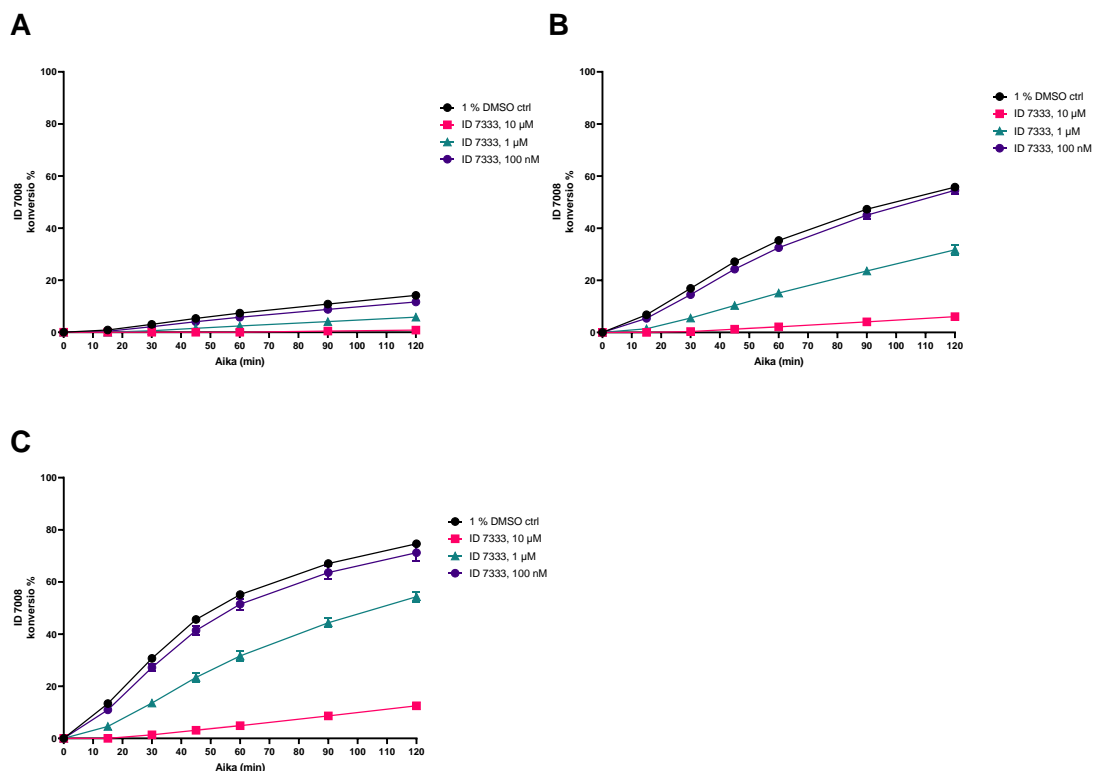 A
100
80
60
40
20
0
ID 7008
konversio %
0 10 20 30 40 50 60 70 80 90 100 110 120
Aika (min)
1 % DMSO ctrl
ID 7333, 10 µM
ID 7333, 1 µM
ID 7333, 100 nM
B
100
80
60
40
20
0
ID 7008
konversio %
0 10 20 30 40 50 60 70 80 90 100 110 120
Aika (min)
1 % DMSO ctrl
ID 7333, 10 µM
ID 7333, 1 µM
ID 7333, 100 nM
C
100
80
60
40
20
0
ID 7008
konversio %
0 10 20 30 40 50 60 70 80 90 100 110 120
Aika (min)
1 % DMSO ctrl
ID 7333, 10 µM
ID 7333, 1 µM
ID 7333, 100 nM